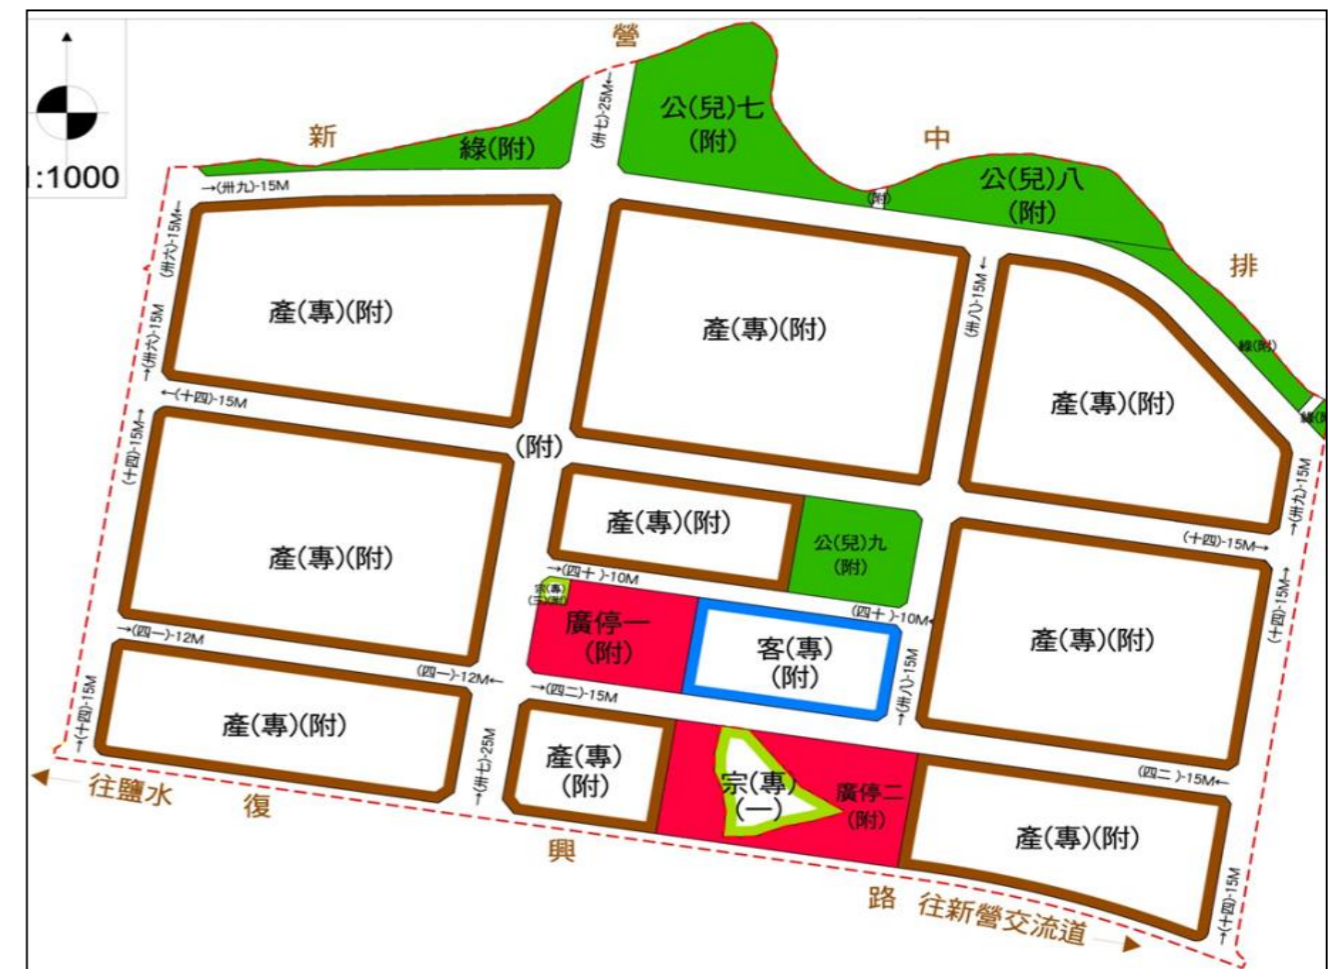 營
新
中
排
:1000
綠(附)
→(卅九)-15M
(卅七)-25M←
公(兒)七
(附)
(附)
公(兒)八
(附)
綠(附)
(卅六)-15M←
→(卅六)-15M
產(專)(附)
產(專)(附)
(卅八)-15M←
產(專)(附)
→(卅九)-15M
←(十四)-15M
(附)
(十四)-15M→
(十四)-15M→
產(專)(附)
產(專)(附)
公(兒)九
(附)
→(四十)-10M
(四十)-10M←
廣停一
(附)
客(專)
(附)
→(卅八)-15M
產(專)(附)
(十四)-15M→
→(四一)-12M
(四一)-12M←
→(四二)-15M
(四二)-15M←
→(十四)-15M
產(專)(附)
→(卅七)-25M
產(專)
(附)
宗(專)
(一)
廣停二
(附)
產(專)(附)
→(十四)-15M
往鹽水
復
興
路
往新營交流道